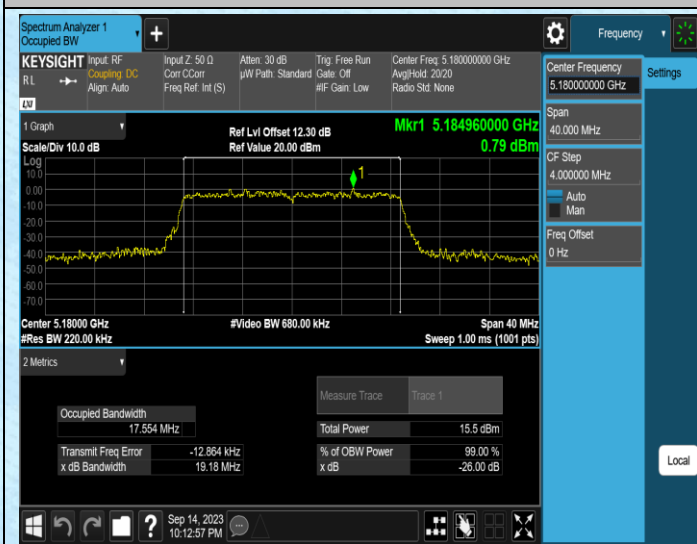 Spectrum Analyzer 1
Occupied BW
Frequency
KEYSIGHT
R L
LXI
Input: RF
Coupling: DC
Align: Auto
Input Z: 50 Ω
Corr CCorr
Freq Ref: Int (S)
Atten: 30 dB
µW Path: Standard
Trig: Free Run
Gate: Off
#IF Gain: Low
Center Freq: 5.180000000 GHz
Avg|Hold: 20/20
Radio Std: None
Center Frequency
5.180000000 GHz
Settings
Span
40.000 MHz
CF Step
4.000000 MHz
Auto
Man
Freq Offset
0 Hz
1 Graph
Scale/Div 10.0 dB
Ref Lvl Offset 12.30 dB
Ref Value 20.00 dBm
Mkr1 5.184960000 GHz
0.79 dBm
Log
10.0
0.00
-10.0
-20.0
-30.0
-40.0
-50.0
-60.0
-70.0
1
Center 5.18000 GHz
#Res BW 220.00 kHz
#Video BW 680.00 kHz
Span 40 MHz
Sweep 1.00 ms (1001 pts)
2 Metrics
Measure Trace
Trace 1
Occupied Bandwidth
17.554 MHz
Total Power
15.5 dBm
Transmit Freq Error
-12.864 kHz
% of OBW Power
99.00 %
x dB Bandwidth
19.18 MHz
x dB
-26.00 dB
Local
?
Sep 14, 2023
10:12:57 PM